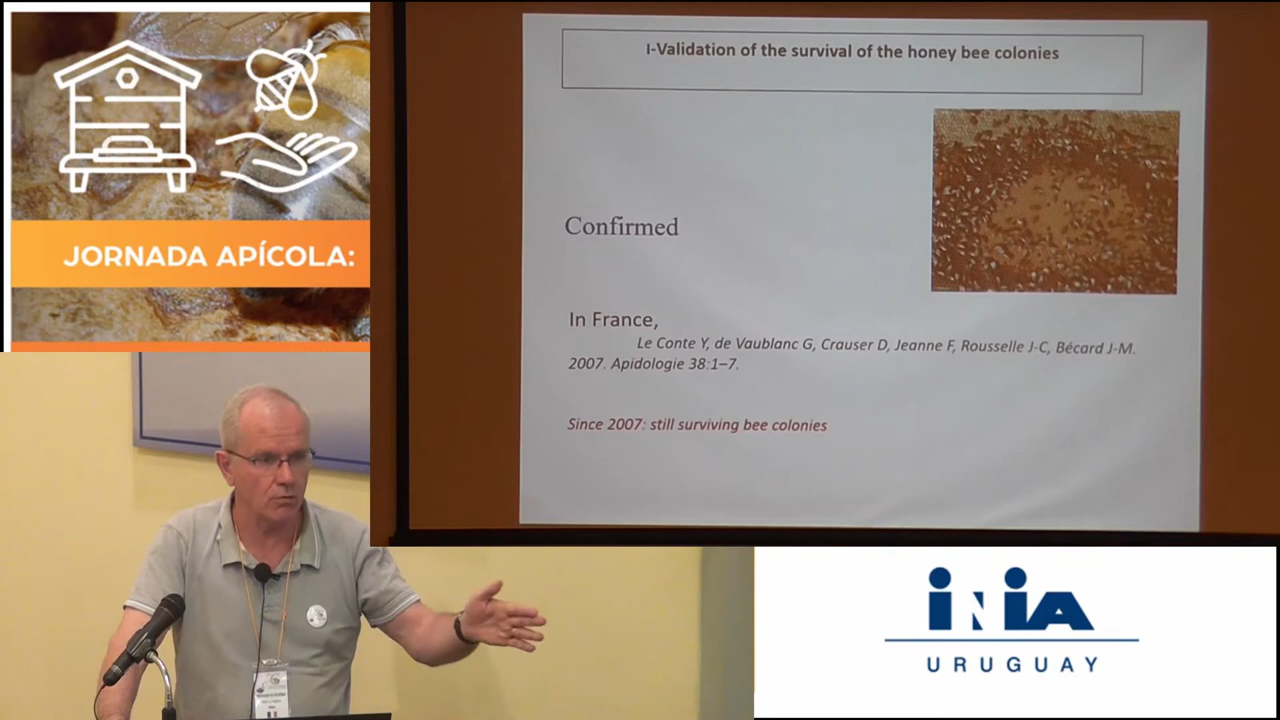 JORNADA APÍCOLA:
I-Validation of the survival of the honey bee colonies
Confirmed
In France,
Le Conte Y, de Vaublanc G, Crauser D, Jeanne F, Rousselle J-C, Bécard J-M.
2007. Apidologie 38:1–7.
Since 2007: still surviving bee colonies
INIA
URUGUAY